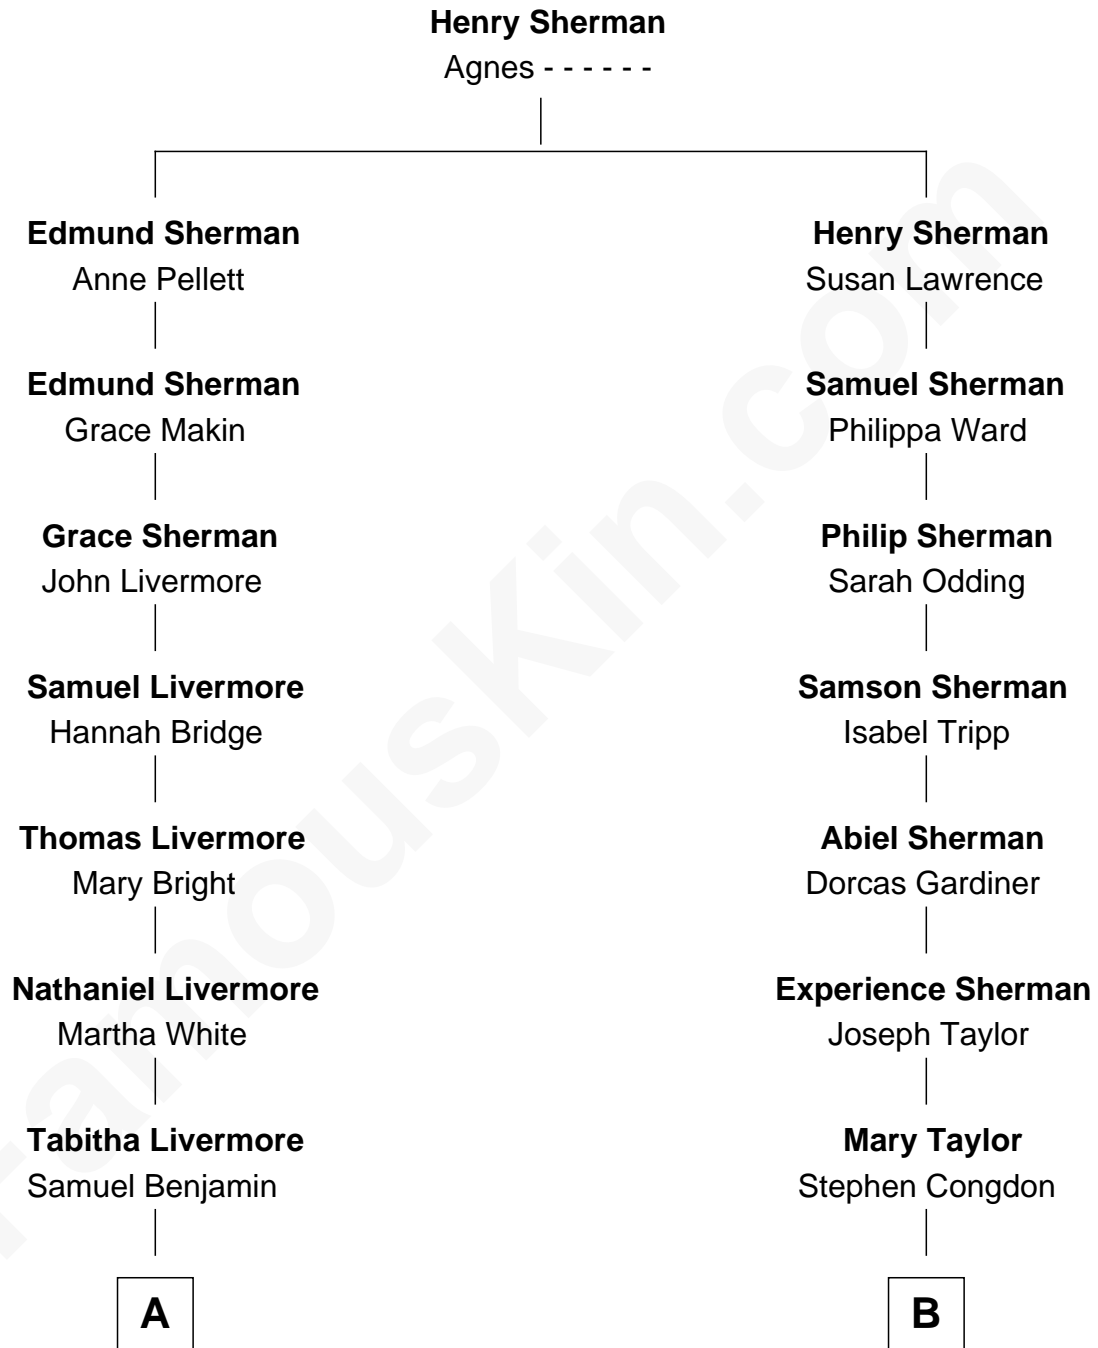 Henry Sherman
Agnes - - - - - -
Edmund Sherman
Anne Pellett
Henry Sherman
Susan Lawrence
Edmund Sherman
Grace Makin
Samuel Sherman
Philippa Ward
Grace Sherman
John Livermore
Philip Sherman
Sarah Odding
Samuel Livermore
Hannah Bridge
Samson Sherman
Isabel Tripp
Thomas Livermore
Mary Bright
Abiel Sherman
Dorcas Gardiner
Nathaniel Livermore
Martha White
Experience Sherman
Joseph Taylor
Tabitha Livermore
Samuel Benjamin
Mary Taylor
Stephen Congdon
A
B
FamousKin.com